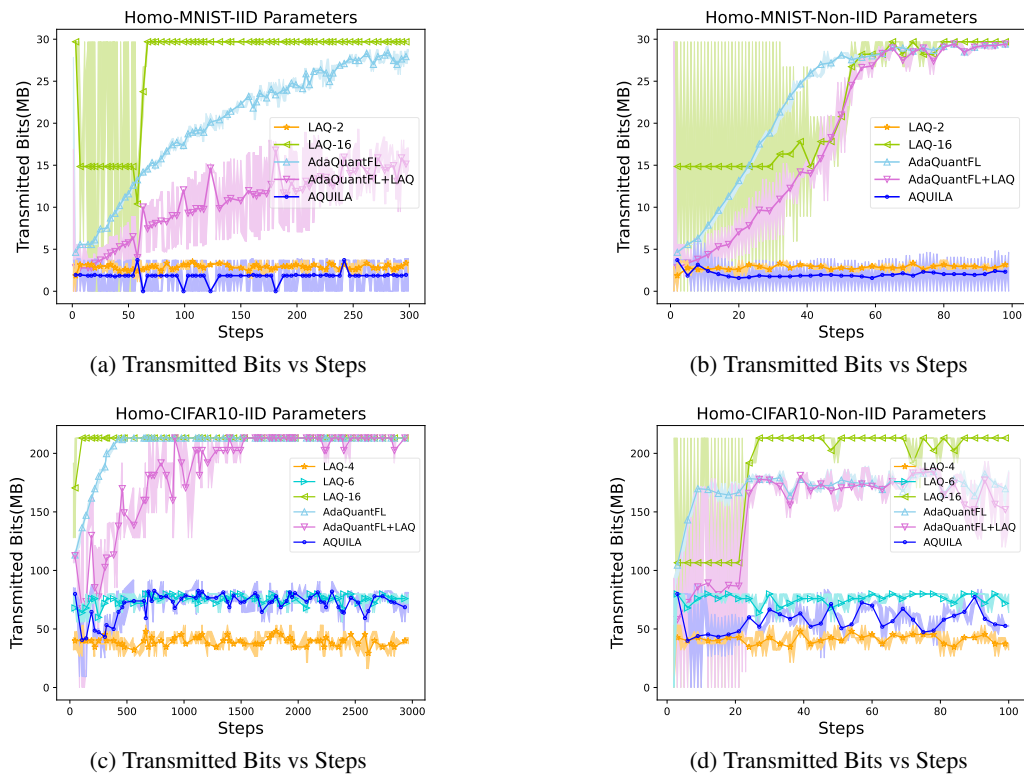 Homo-MNIST-IID Parameters
Transmitted Bits(MB)
30
25
20
15
10
5
0
LAQ-2
LAQ-16
AdaQuantFL
AdaQuantFL+LAQ
AQUILA
0 50 100 150 200 250 300
Steps
(a) Transmitted Bits vs Steps
Homo-MNIST-Non-IID Parameters
Transmitted Bits(MB)
30
25
20
15
10
5
0
LAQ-2
LAQ-16
AdaQuantFL
AdaQuantFL+LAQ
AQUILA
0 20 40 60 80 100
Steps
(b) Transmitted Bits vs Steps
Homo-CIFAR10-IID Parameters
Transmitted Bits(MB)
200
150
100
50
0
LAQ-4
LAQ-6
LAQ-16
AdaQuantFL
AdaQuantFL+LAQ
AQUILA
0 500 1000 1500 2000 2500 3000
Steps
(c) Transmitted Bits vs Steps
Homo-CIFAR10-Non-IID Parameters
Transmitted Bits(MB)
200
150
100
50
0
LAQ-4
LAQ-6
LAQ-16
AdaQuantFL
AdaQuantFL+LAQ
AQUILA
0 20 40 60 80 100
Steps
(d) Transmitted Bits vs Steps